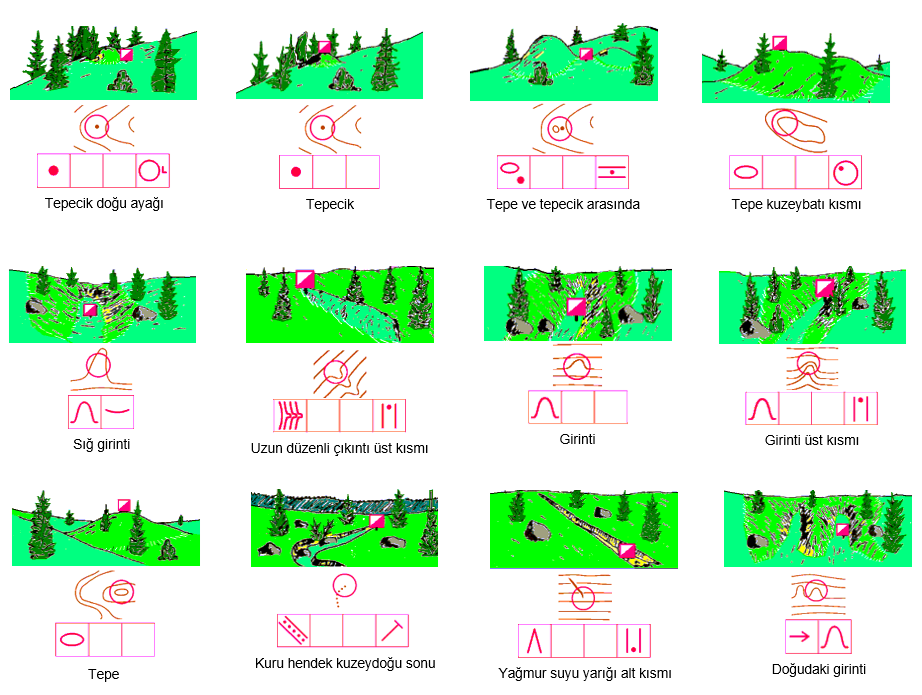 Tepecik doğu ayağı
Tepecik
Tepe ve tepecik arasında
Tepe kuzeybatı kısmı
Sığ girinti
Uzun düzenli çıkıntı üst kısmı
Girinti
Girinti üst kısmı
Tepe
Kuru hendek kuzeydoğu sonu
Yağmur suyu yarığı alt kısmı
Doğudaki girinti